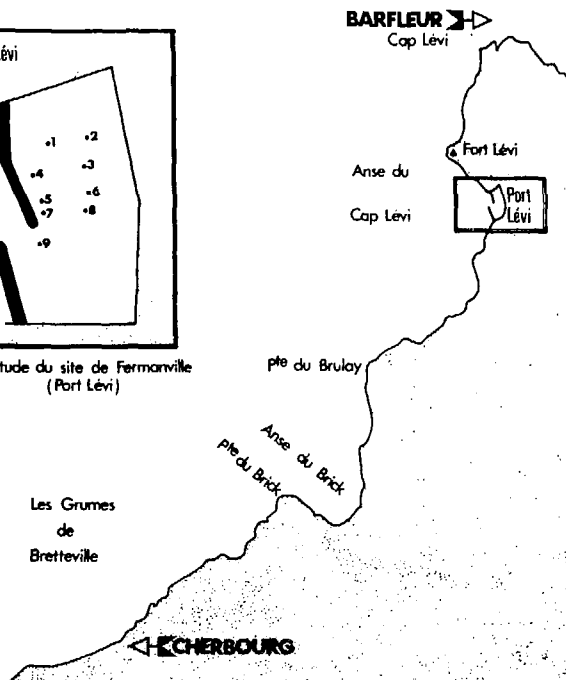 BARFLEUR
Cap Lévi
évi
1
2
3
4
5
6
7
8
9
Fort Lévi
Anse du
Cap Lévi
Port
Lévi
tude du site de Fermanville
(Port Lévi)
pte du Brulay
Anse du Brick
pte du Brick
Les Grumes
de
Bretteville
CHERBOURG